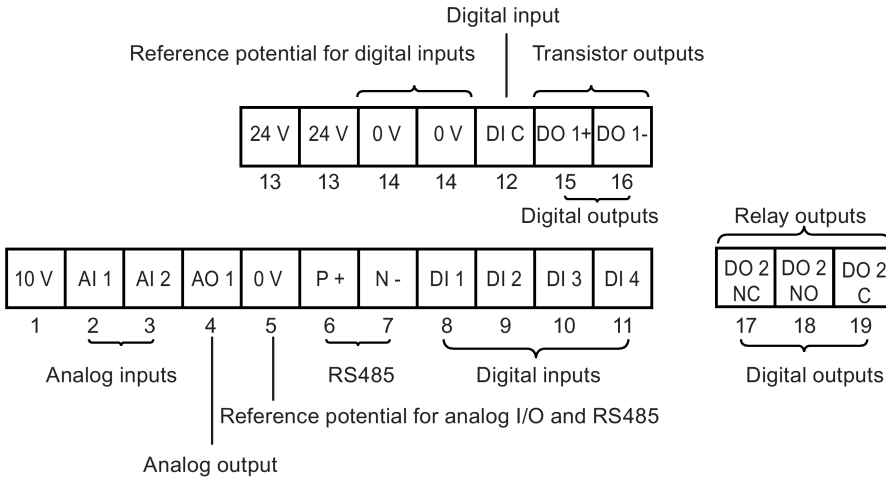 Digital input
Reference potential for digital inputs Transistor outputs
24 V 24 V 0 V 0 V DI C DO 1+ DO 1-
13 13 14 14 12 15 16
Digital outputs
Relay outputs
10 V AI 1 AI 2 AO 1 0 V P + N - DI 1 DI 2 DI 3 DI 4
DO 2 DO 2 DO 2
NC NO C
1 2 3 4 5 6 7 8 9 10 11 17 18 19
Analog inputs RS485 Digital inputs Digital outputs
Reference potential for analog I/O and RS485
Analog output